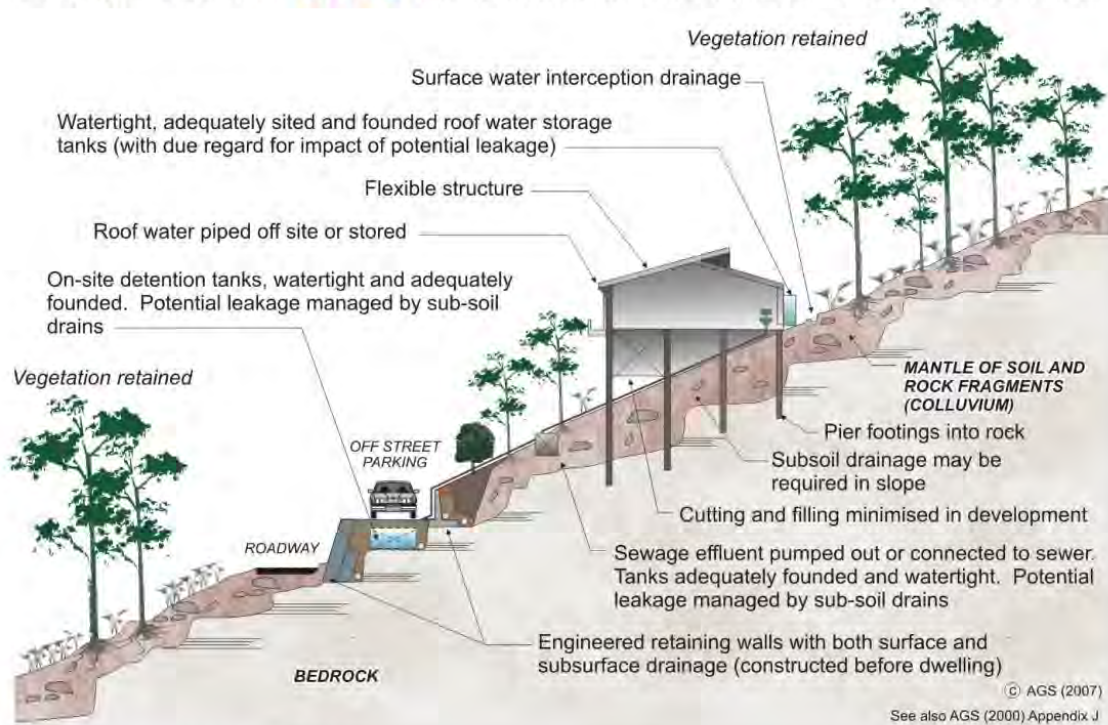 Vegetation retained
Surface water interception drainage
Watertight, adequately sited and founded roof water storage
tanks (with due regard for impact of potential leakage)
Flexible structure
Roof water piped off site or stored
On-site detention tanks, watertight and adequately
founded. Potential leakage managed by sub-soil
drains
Vegetation retained
OFF STREET
PARKING
ROADWAY
MANTLE OF SOIL AND
ROCK FRAGMENTS
(COLLUVIUM)
Pier footings into rock
Subsoil drainage may be
required in slope
Cutting and filling minimised in development
Sewage effluent pumped out or connected to sewer.
Tanks adequately founded and watertight. Potential
leakage managed by sub-soil drains
Engineered retaining walls with both surface and
subsurface drainage (constructed before dwelling)
BEDROCK
© AGS (2007)
See also AGS (2000) Appendix J